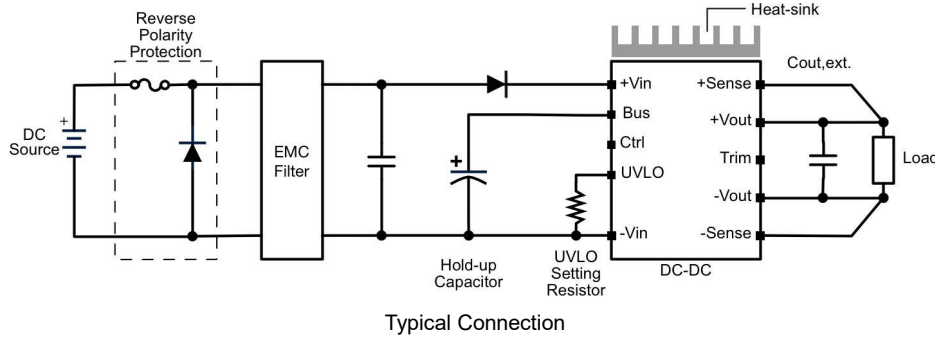 Heat-sink
Reverse
Polarity
Protection
Cout,ext.
+
DC
Source
EMC
Filter
+
+Vin
Bus
Ctrl
UVLO
-Vin
+Sense
+Vout
Trim
-Vout
-Sense
Load
Hold-up
Capacitor
UVLO
Setting
Resistor
DC-DC
Typical Connection